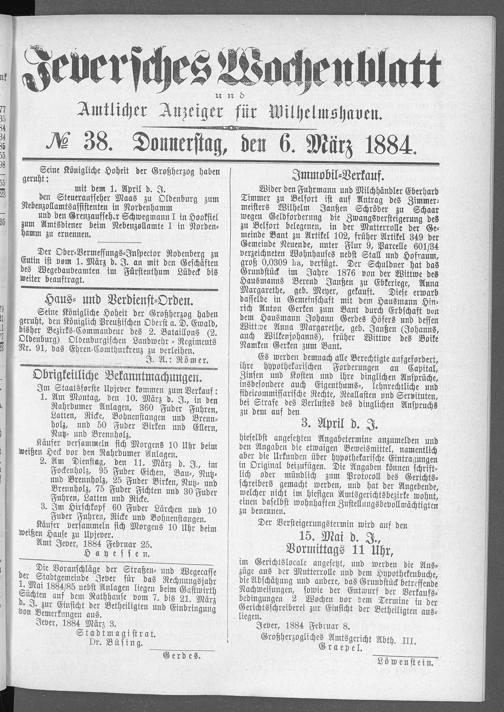 Jeversches Wochenblatt
und
Amtlicher Anzeiger für Wilhelmshaven.
№ 38. Donnerstag, den 6. März 1884.
Seine Königliche Hoheit der Großherzog haben
geruht:
mit dem 1. April d. J.
den Steueraufseher Maas zu Oldenburg zum
Nebenzollamtsassistenten in Nordenhamm
und den Grenzaufseh.r Schwegmann I in Hooksiel
zum Amtsdiener beim Nebenzollamte I in Norden-
hamm zu ernennen.
Der Ober-Vermessungs-Inspector Rodenberg zu
Eutin ist vom 1. März d. J. an mit den Geschäften
des Wegebaubeamten im Fürstenthum Lübeck bis
weiter beauftragt.
Haus- und Verdienst-Orden.
Seine Königliche Hoheit der Großherzog haben
geruht, den Königlich Preußischen Oberst a. D. Ewald,
bisher Bezirks-Commandeur des 2. Bataillons (2.
Oldenburg) Oldenburgischen Landwehr-Regiments
Nr. 91, das Ehren-Comthurkreuz zu verleihen.
J. A.: Römer.
Obrigkeitliche Bekanntmachungen.
Im Staatsforste Upjever kommen zum Verkauf:
1. Am Montag, den 10. März d. J., in den
Rahrdumer Anlagen, 360 Fuder Fuhren,
Latten, Ricke, Bohnenstangen und Brenn-
holz, und 50 Fuder Birken und Ellern,
Nutz- und Brennholz.
Käufer versammeln sich Morgens 10 Uhr beim
weißen Heck vor den Rahrdumer Anlagen.
2. Am Dienstag, den 11. März d. J., im
Fockenholz, 95 Fuder Eichen, Bau-, Nutz-
und Brennholz, 25 Fuder Birken, Nutz- und
Brennholz, 75 Fuder Fichten und 30 Fuder
Fuhren, Latten und Ricke.
3. Im Hirschkopf 60 Fuder Lärchen und 10
Fuder Fuhren, Ricke und Bohnenstangen.
Käufer versammeln sich Morgens 10 Uhr beim
weißen Hause zu Upjever.
Amt Jever, 1884 Februar 25.
Hayessen.
Die Voranschläge der Straßen- und Wegecasse
der Stadtgemeinde Jever für das Rechnungsjahr
1. Mai 1884/85 nebst Anlagen liegen beim Gastwirth
Süchten auf dem Rathhause vom 7. bis 21. März
d. J. zur Einsicht der Betheiligten und Einbringung
von Bemerkungen aus.
Jever, 1884 März 3.
Stadtmagistrat.
Dr. Büsing.
Gerdes.
Immobil-Verkauf.
Wider den Fuhrmann und Milchhändler Eberhard
Timmer zu Belfort ist auf Antrag des Zimmer-
meisters Wilhelm Janßen Schröder zu Schaar
wegen Geldforderung die Zwangsversteigerung des
zu Belfort belegenen, in der Mutterrolle der Ge-
meinde Bant zu Artikel 102, früher Artikel 349 der
Gemeinde Neuende, unter Flur 9, Parcelle 601/34
verzeichneten Wohnhauses nebst Stall und Hofraum,
groß 0,0309 ha, verfügt. Der Schuldner hat das
Grundstück im Jahre 1876 von der Wittwe des
Hausmanns Berend Janßen zu Ebkeriege, Anna
Margarethe, geb. Meyer, gekauft. Diese erwarb
dasselbe in Gemeinschaft mit dem Hausmann Hin-
rich Anton Gerken zum Bant durch Erbschaft von
dem Hausmann Johann Gerdes Höfers und dessen
Wittwe Anna Margarethe, geb. Janßen (Johanns,
auch Wilkenjohanns), früher Wittwe des Boike
Ramken Gerken zum Bant.
Es werden demnach alle Berechtigte aufgefordert,
ihre hypothekarischen Forderungen an Capital,
Zinsen und Kosten und ihre dinglichen Ansprüche,
insbesondere auch Eigenthums-, lehnrechtliche und
fideicommissarische Rechte, Reallasten und Servituten,
bei Strafe des Verlustes des dinglichen Anspruchs
zu dem auf den
3. April d. J.
hieselbst angesetzten Angabetermine anzumelden und
den Angaben die etwaigen Beweismittel, namentlich
aber die Urkunden der hypothekarische Eintragungen
in Original beizufügen. Die Angaben können schrift-
lich oder mündlich zum Protocoll des Gerichts-
schreibers gemacht werden, und hat der Angebende,
welcher nicht im hiesigen Amtsgerichtsbezirke wohnt,
einen daselbst wohnhaften Zustellungsbevollmächtigten
zu benennen.
Der Versteigerungstermin wird auf den
15. Mai d. J.,
Vormittags 11 Uhr,
im Gerichtslocale angesetzt, und werden die Aus-
züge aus der Mutterrolle und dem Hypothekenbuche,
die Abschätzung und andere, das Grundstück betreffende
Nachweisungen, sowie der Entwurf der Verkaufs-
bedingungen 2 Wochen vor dem Termine in der
Gerichtsschreiberei zur Einsicht der Betheiligten aus-
liegen.
Jever, 1884 Februar 8.
Großherzogliches Amtsgericht Abth. III.
Graepel.
Löwenstein.